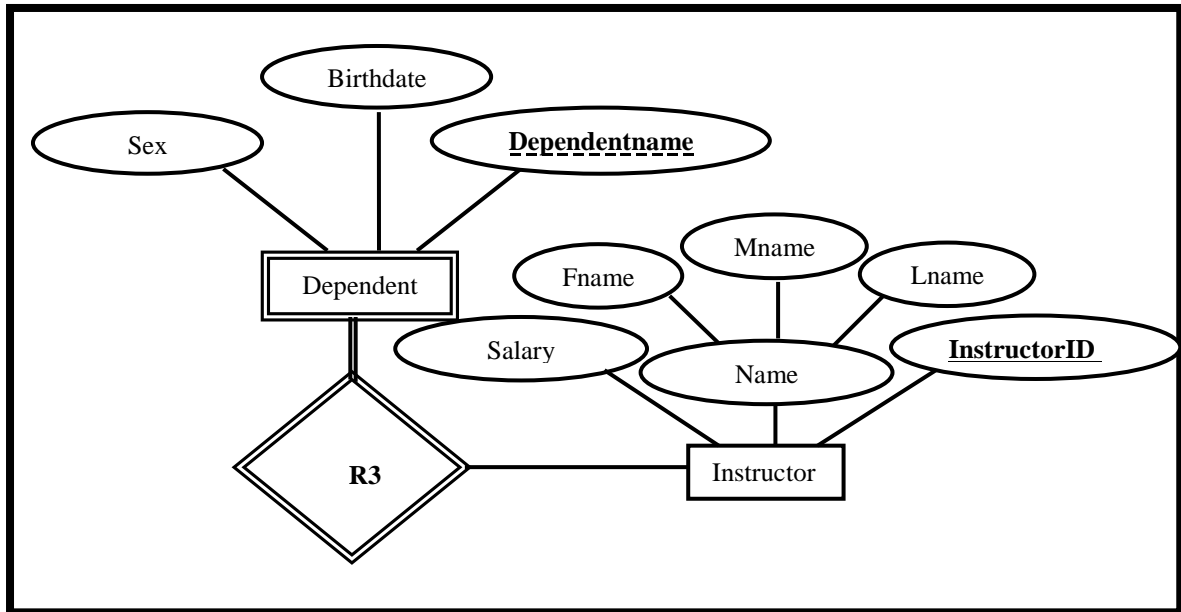 Birthdate
Sex
Dependentname
Mname
Fname
Lname
Dependent
Salary
Name
InstructorID
R3
Instructor